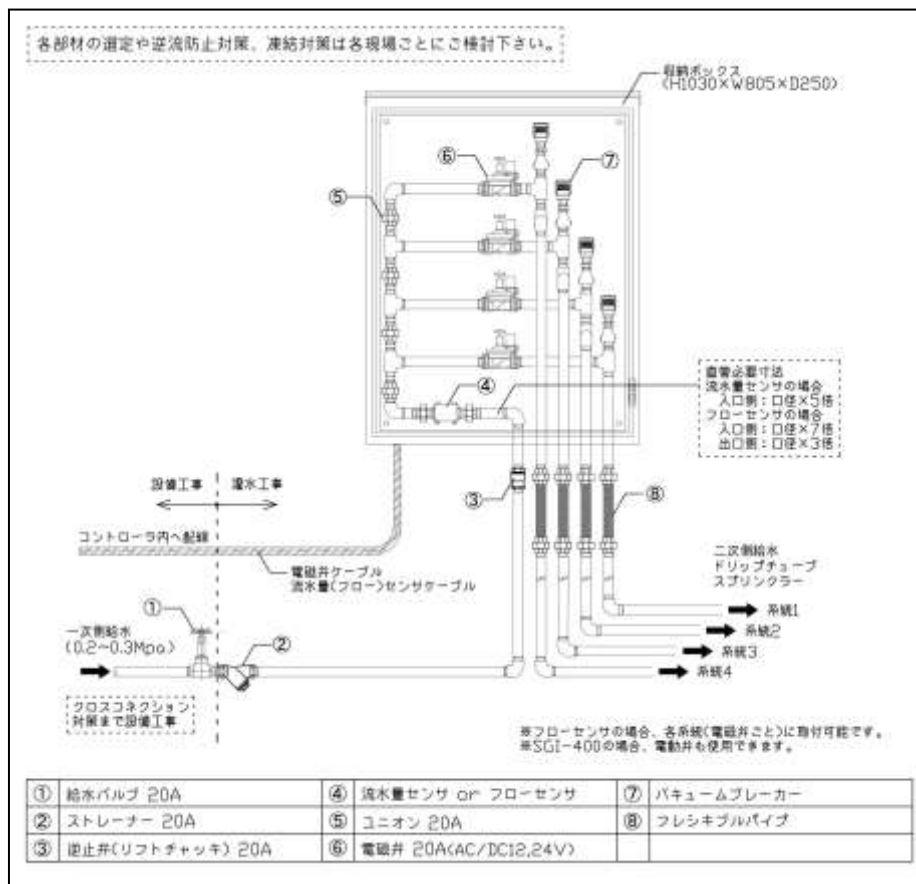 各部材の選定や逆流防止対策、凍結対策は各現場ごとにご検討下さい。
収納ボックス
(H1030×W805×D250)
⑥
⑦
⑤
④
直管必要寸法
流水量センサの場合
入口側：口径×5倍
フローセンサの場合
入口側：口径×7倍
出口側：口径×3倍
設備工事
灌水工事
③
⑧
コントローラ内へ配線
電磁弁ケーブル
流水量(フロー)センサケーブル
二次側給水
ドリップチューブ
スプリンクラー
①
一次側給水
(0.2~0.3Mpa)
②
系統1
系統2
系統3
系統4
クロスコネクション
対策まで設備工事
※フローセンサの場合、各系統(電磁弁ごと)に取付可能です。
※SGI-400の場合、電動弁も使用できます。
① 給水バルブ 20A ④ 流水量センサ or フローセンサ ⑦ バキュームブレーカー
② ストレーナー 20A ⑤ ユニオン 20A ⑧ フレシキブルパイプ
③ 逆止弁(リフトチャッキ) 20A ⑥ 電磁弁 20A(AC/DC12,24V)